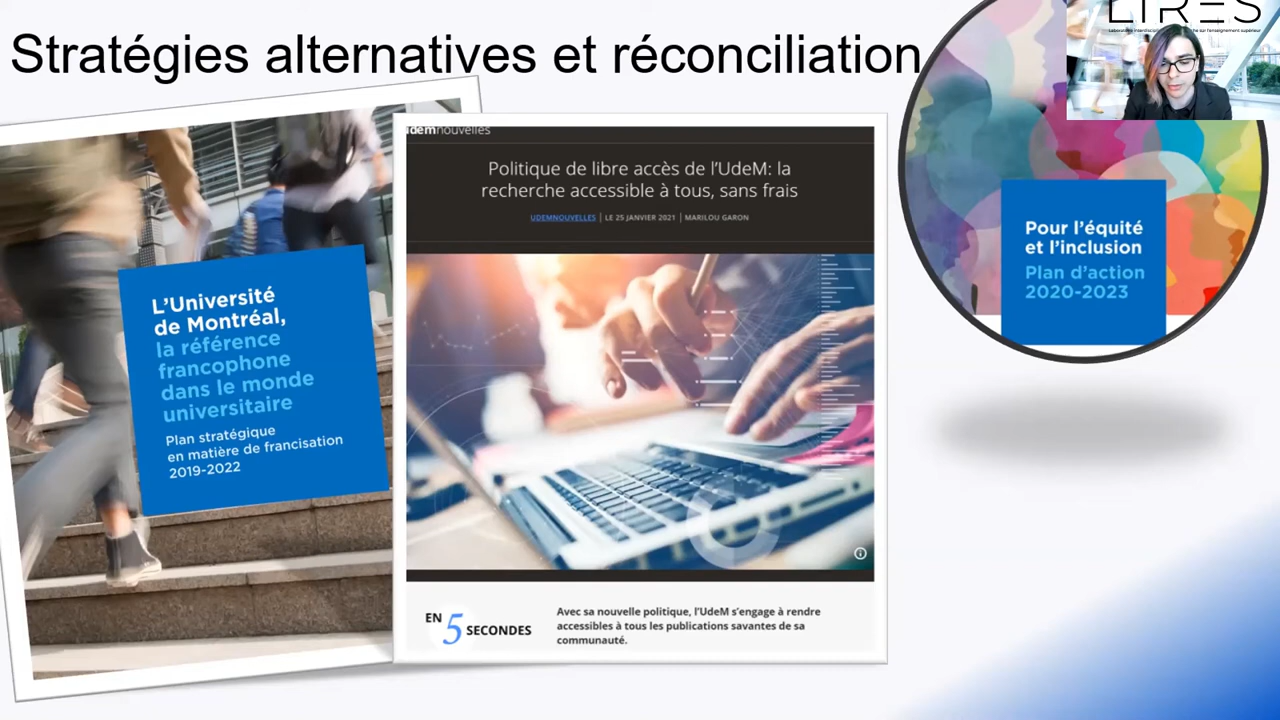 Stratégies alternatives et réconciliation
LIRES
L'Université
de Montréal,
la référence
francophone
dans le monde
universitaire
Plan stratégique
en matière de francisation
2019-2022
udemnouvelles
Politique de libre accès de l'UdeM: la
recherche accessible à tous, sans frais
UDEMNOUVELLES | LE 25 JANVIER 2021 | MARILOU GARON
EN 5 SECONDES
Avec sa nouvelle politique, l'UdeM s'engage à rendre
accessibles à tous les publications savantes de sa
communauté.
Pour l'équité
et l'inclusion
Plan d'action
2020-2023